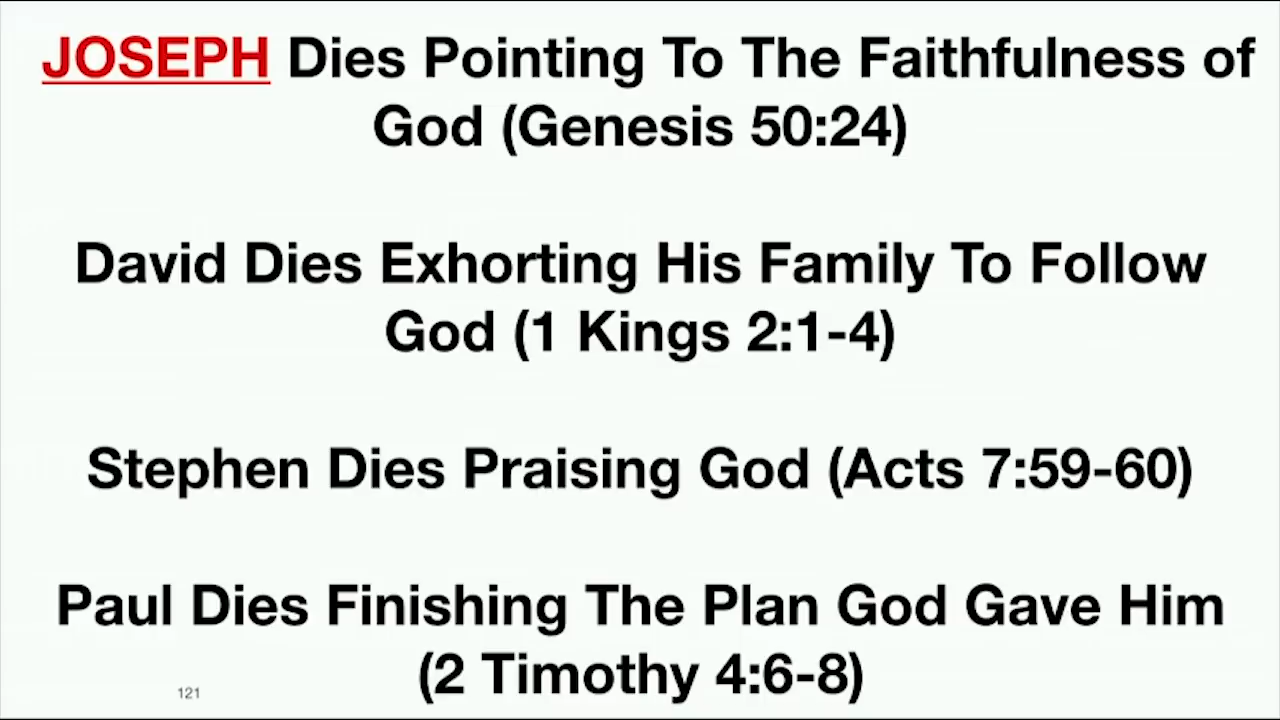 JOSEPH Dies Pointing To The Faithfulness of
God (Genesis 50:24)
David Dies Exhorting His Family To Follow
God (1 Kings 2:1-4)
Stephen Dies Praising God (Acts 7:59-60)
Paul Dies Finishing The Plan God Gave Him
(2 Timothy 4:6-8)
121